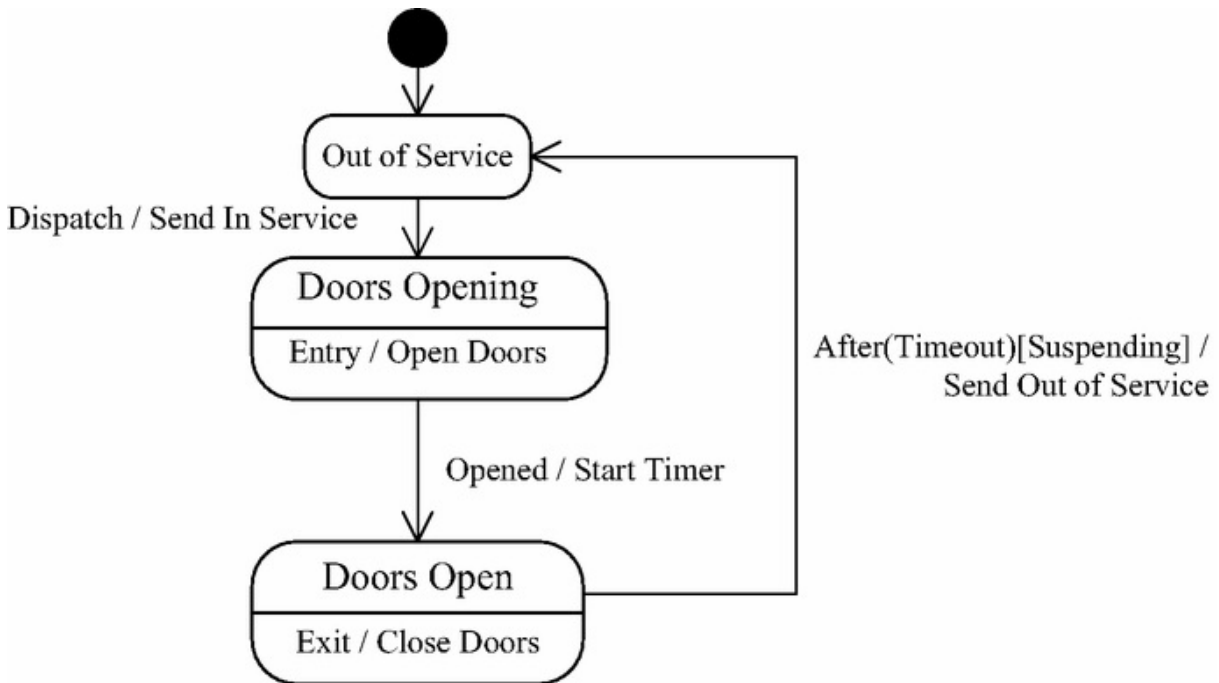 Out of Service
Dispatch / Send In Service
Doors Opening
Entry / Open Doors
After(Timeout)[Suspending] /
Send Out of Service
Opened / Start Timer
Doors Open
Exit / Close Doors